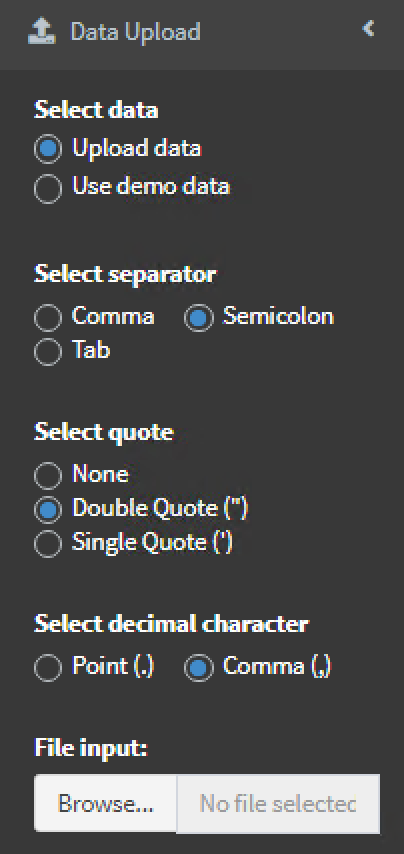 Data Upload
Select data
Upload data
Use demo data
Select separator
Comma Semicolon
Tab
Select quote
None
Double Quote (")
Single Quote (')
Select decimal character
Point (.) Comma (,)
File input:
Browse... No file selected